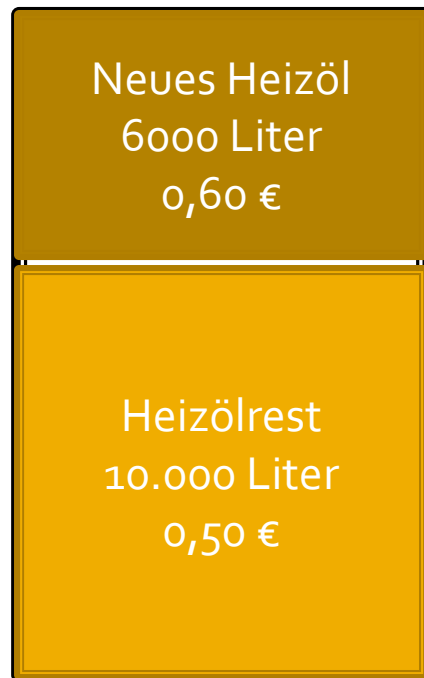 Neues Heizöl
6000 Liter
0,60 €
Heizölrest
10.000 Liter
0,50 €